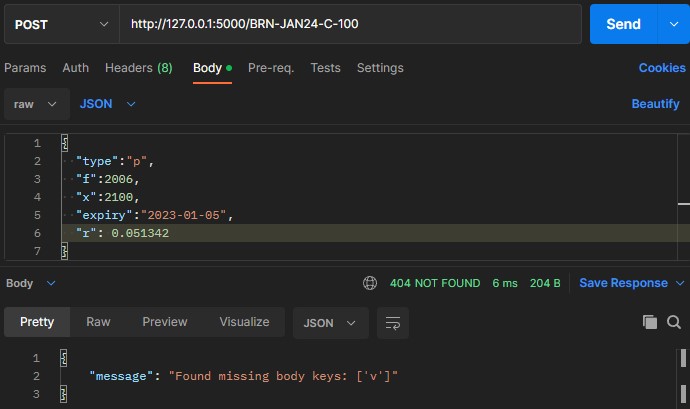 POST http://127.0.0.1:5000/BRN-JAN24-C-100 Send
Params Auth Headers (8) Body Pre-req. Tests Settings Cookies
raw JSON Beautify
1 {
2 "type":"p",
3 "f":2006,
4 "x":2100,
5 "expiry":"2023-01-05",
6 "r": 0.051342
7 }
Body 404 NOT FOUND 6 ms 204 B Save Response
Pretty Raw Preview Visualize JSON
1 {
2 "message": "Found missing body keys: ['v']"
3 }